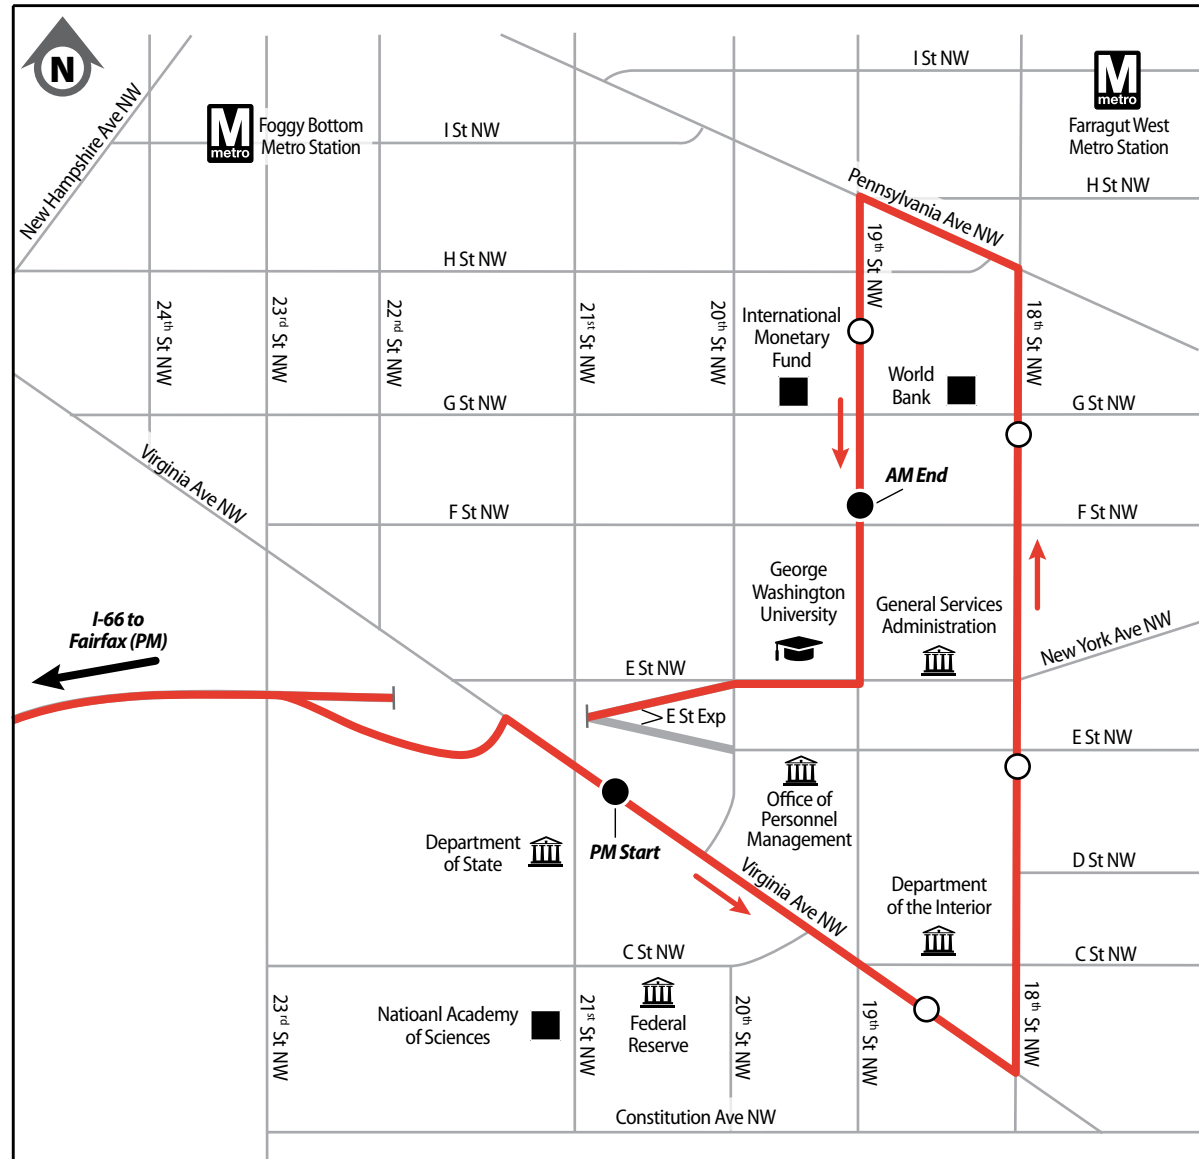 N
New Hampshire Ave NW
M
metro
Foggy Bottom
Metro Station
I St NW
I St NW
M
metro
Farragut West
Metro Station
H St NW
Pennsylvania Ave NW
H St NW
19th St NW
24th St NW
23rd St NW
22nd St NW
21st St NW
20th St NW
18th St NW
International
Monetary
Fund
World
Bank
G St NW
G St NW
Virginia Ave NW
AM End
F St NW
F St NW
George
Washington
University
General Services
Administration
New York Ave NW
I-66 to
Fairfax (PM)
E St NW
E St Exp
E St NW
Office of
Personnel
Management
PM Start
Department
of State
Virginia Ave NW
D St NW
Department
of the Interior
C St NW
C St NW
23rd St NW
Natioanl Academy
of Sciences
21st St NW
Federal
Reserve
20th St NW
19th St NW
18th St NW
Constitution Ave NW